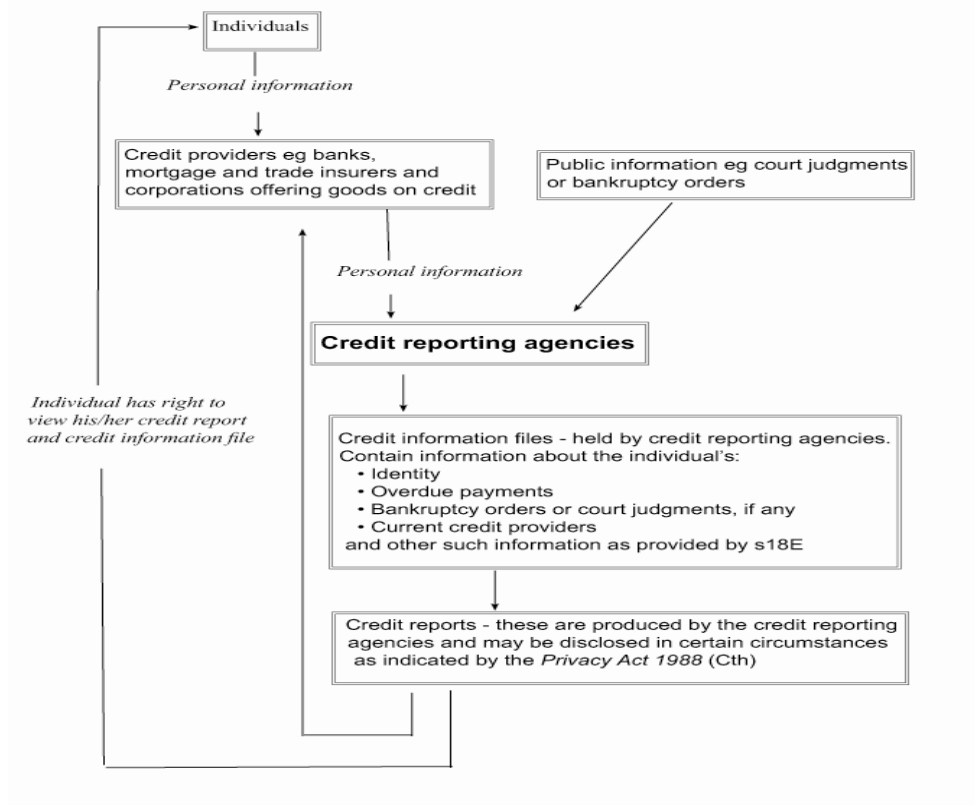 Individuals
Personal information
Credit providers eg banks,
mortgage and trade insurers and
corporations offering goods on credit
Public information eg court judgments
or bankruptcy orders
Personal information
Credit reporting agencies
Individual has right to
view his/her credit report
and credit information file
Credit information files - held by credit reporting agencies.
Contain information about the individual's:
• Identity
• Overdue payments
• Bankruptcy orders or court judgments, if any
• Current credit providers
and other such information as provided by s18E
Credit reports - these are produced by the credit reporting
agencies and may be disclosed in certain circumstances
as indicated by the Privacy Act 1988 (Cth)